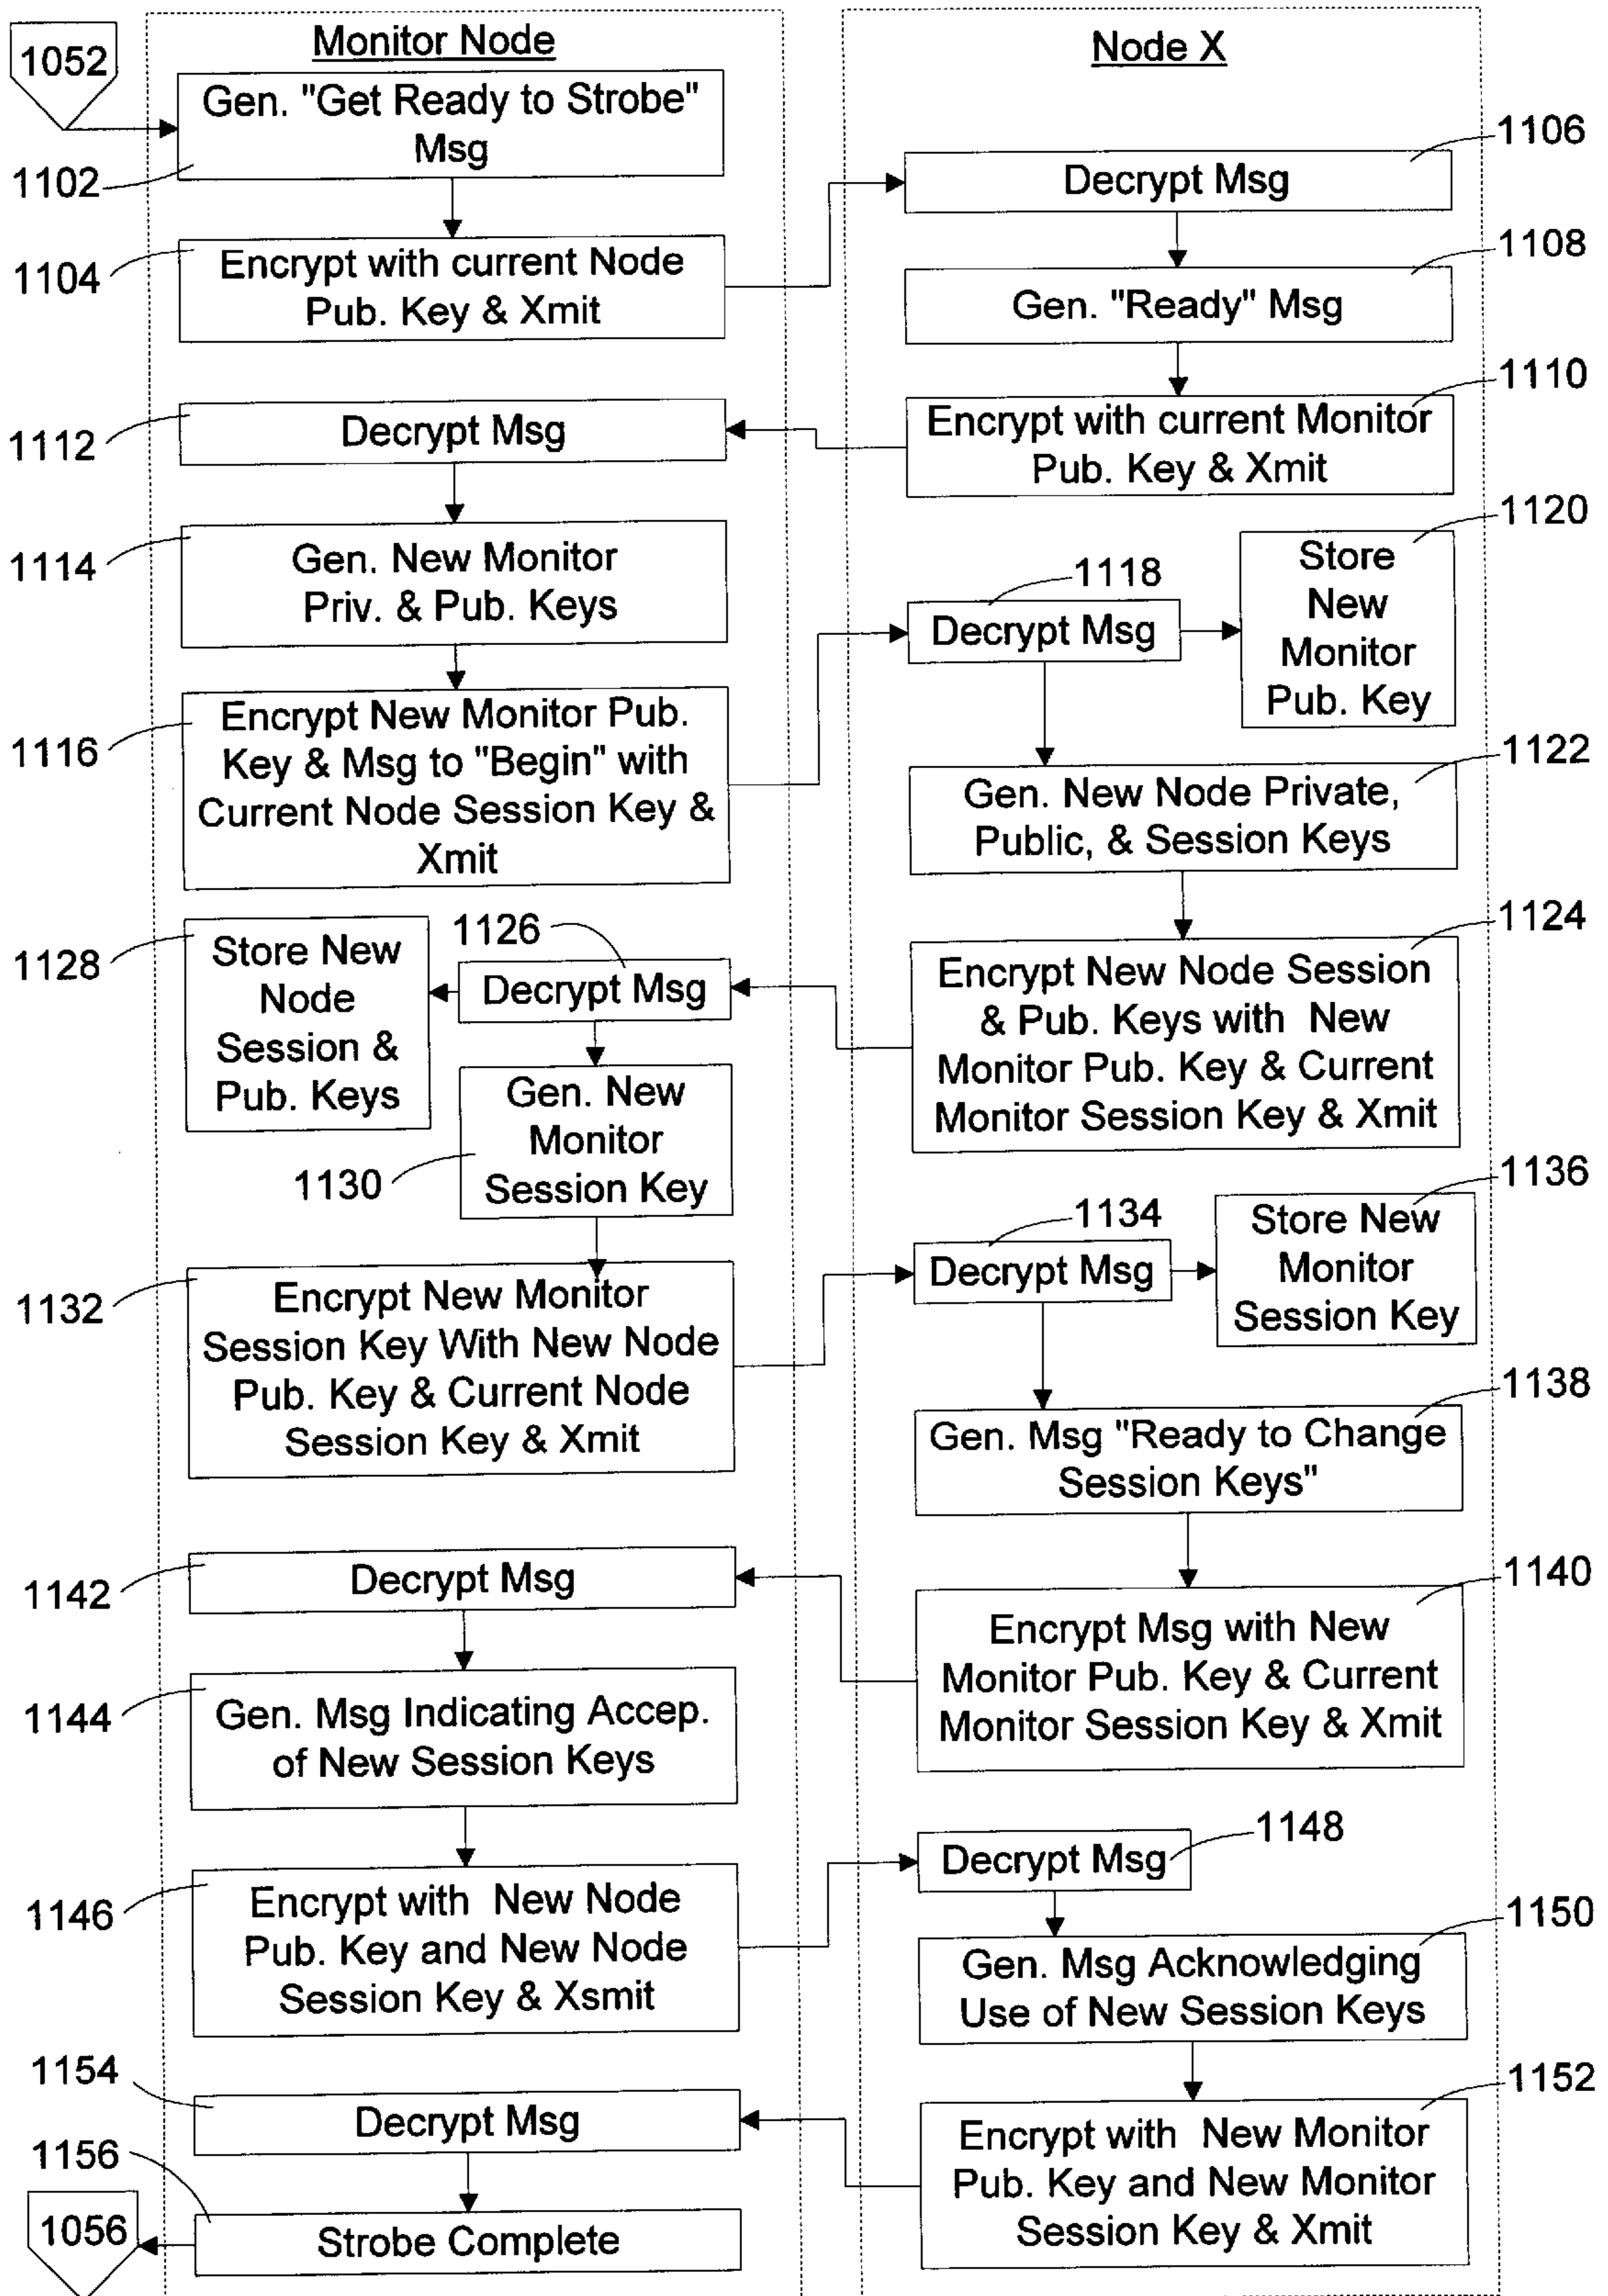 1052
Monitor Node
Gen. "Get Ready to Strobe"
Msg
1102
Encrypt with current Node
Pub. Key & Xmit
1104
Node X
1106
Decrypt Msg
1108
Gen. "Ready" Msg
1110
Encrypt with current Monitor
Pub. Key & Xmit
Decrypt Msg
1112
Gen. New Monitor
Priv. & Pub. Keys
1114
Encrypt New Monitor Pub.
Key & Msg to "Begin" with
Current Node Session Key &
Xmit
1116
1118
Decrypt Msg
1120
Store
New
Monitor
Pub. Key
1122
Gen. New Node Private,
Public, & Session Keys
1124
Encrypt New Node Session
& Pub. Keys with New
Monitor Pub. Key & Current
Monitor Session Key & Xmit
1126
Decrypt Msg
1128
Store New
Node
Session &
Pub. Keys
Gen. New
Monitor
Session Key
1130
Encrypt New Monitor
Session Key With New Node
Pub. Key & Current Node
Session Key & Xmit
1132
1134
Decrypt Msg
1136
Store New
Monitor
Session Key
1138
Gen. Msg "Ready to Change
Session Keys"
1140
Encrypt Msg with New
Monitor Pub. Key & Current
Monitor Session Key & Xmit
Decrypt Msg
1142
Gen. Msg Indicating Accep.
of New Session Keys
1144
Encrypt with New Node
Pub. Key and New Node
Session Key & Xsmit
1146
Decrypt Msg
1148
1150
Gen. Msg Acknowledging
Use of New Session Keys
1152
Encrypt with New Monitor
Pub. Key and New Monitor
Session Key & Xmit
1154
Decrypt Msg
1156
Strobe Complete
1056